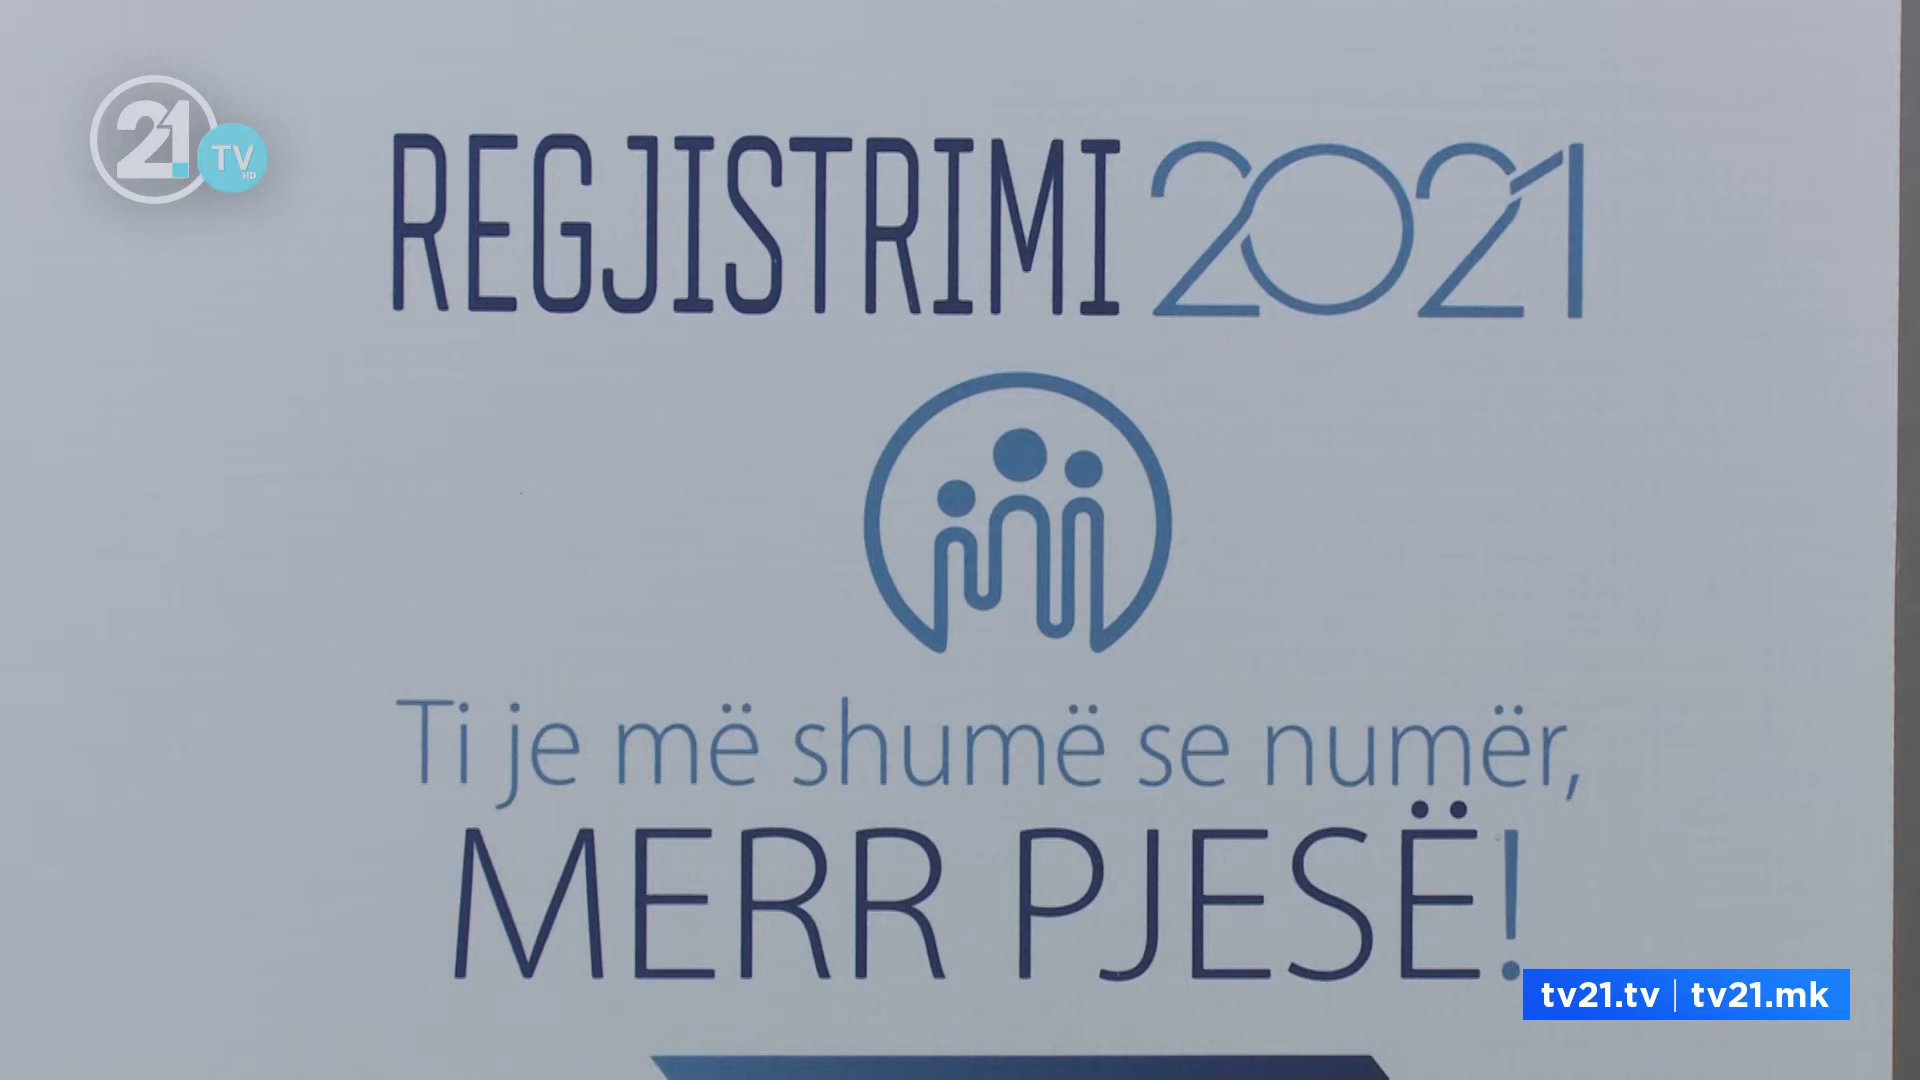 21
TV
HD
REGJISTRIMI 2021
Ti je më shumë se numër,
MERR PJESË!
tv21.tv | tv21.mk